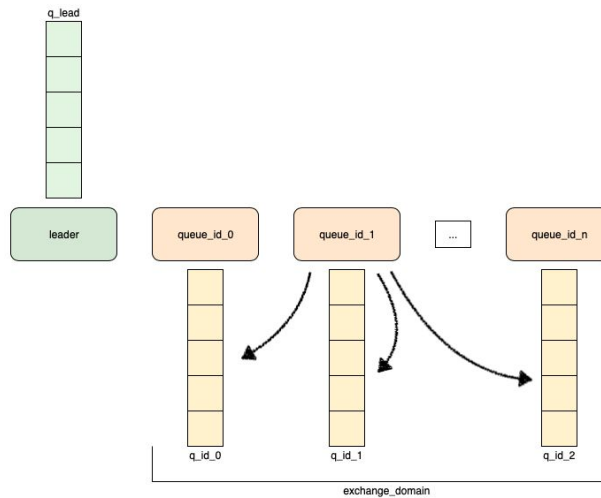 q_lead
leader
queue_id_0
queue_id_1
...
queue_id_n
q_id_0
q_id_1
q_id_2
exchange_domain